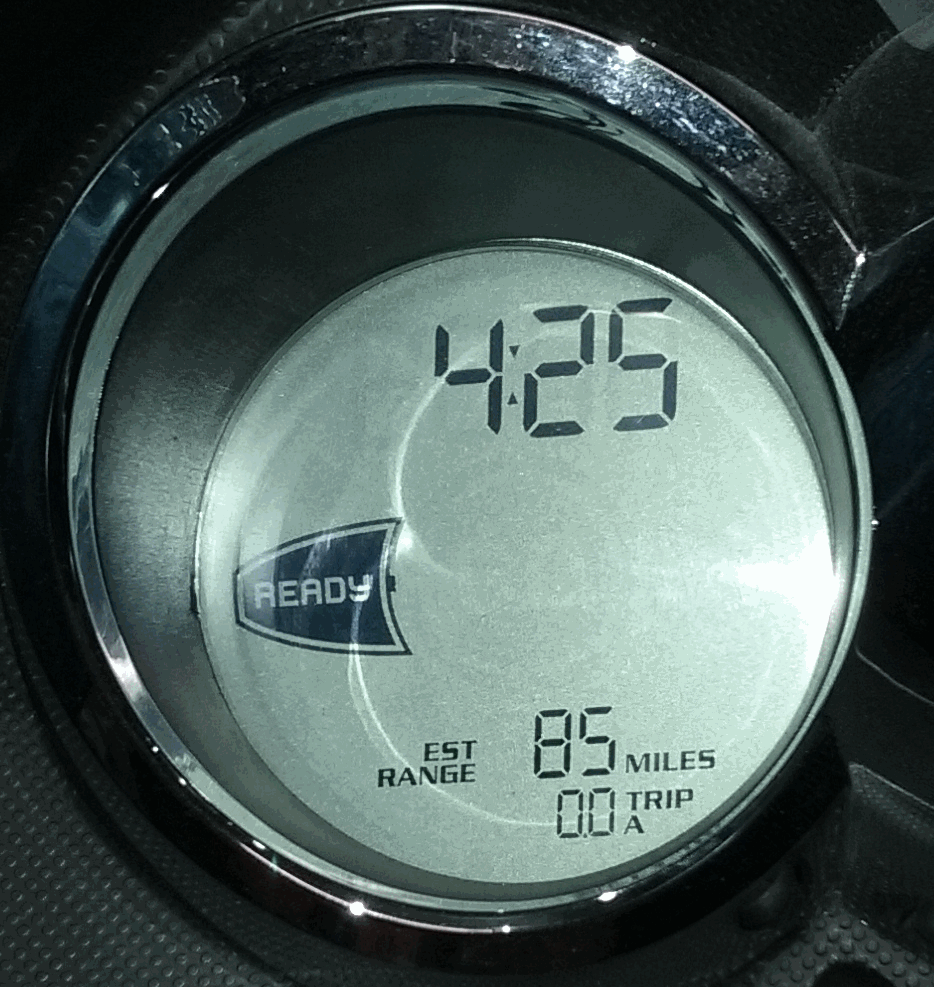 4:25
READY
EST
RANGE
85 MILES
0.0 TRIP
A